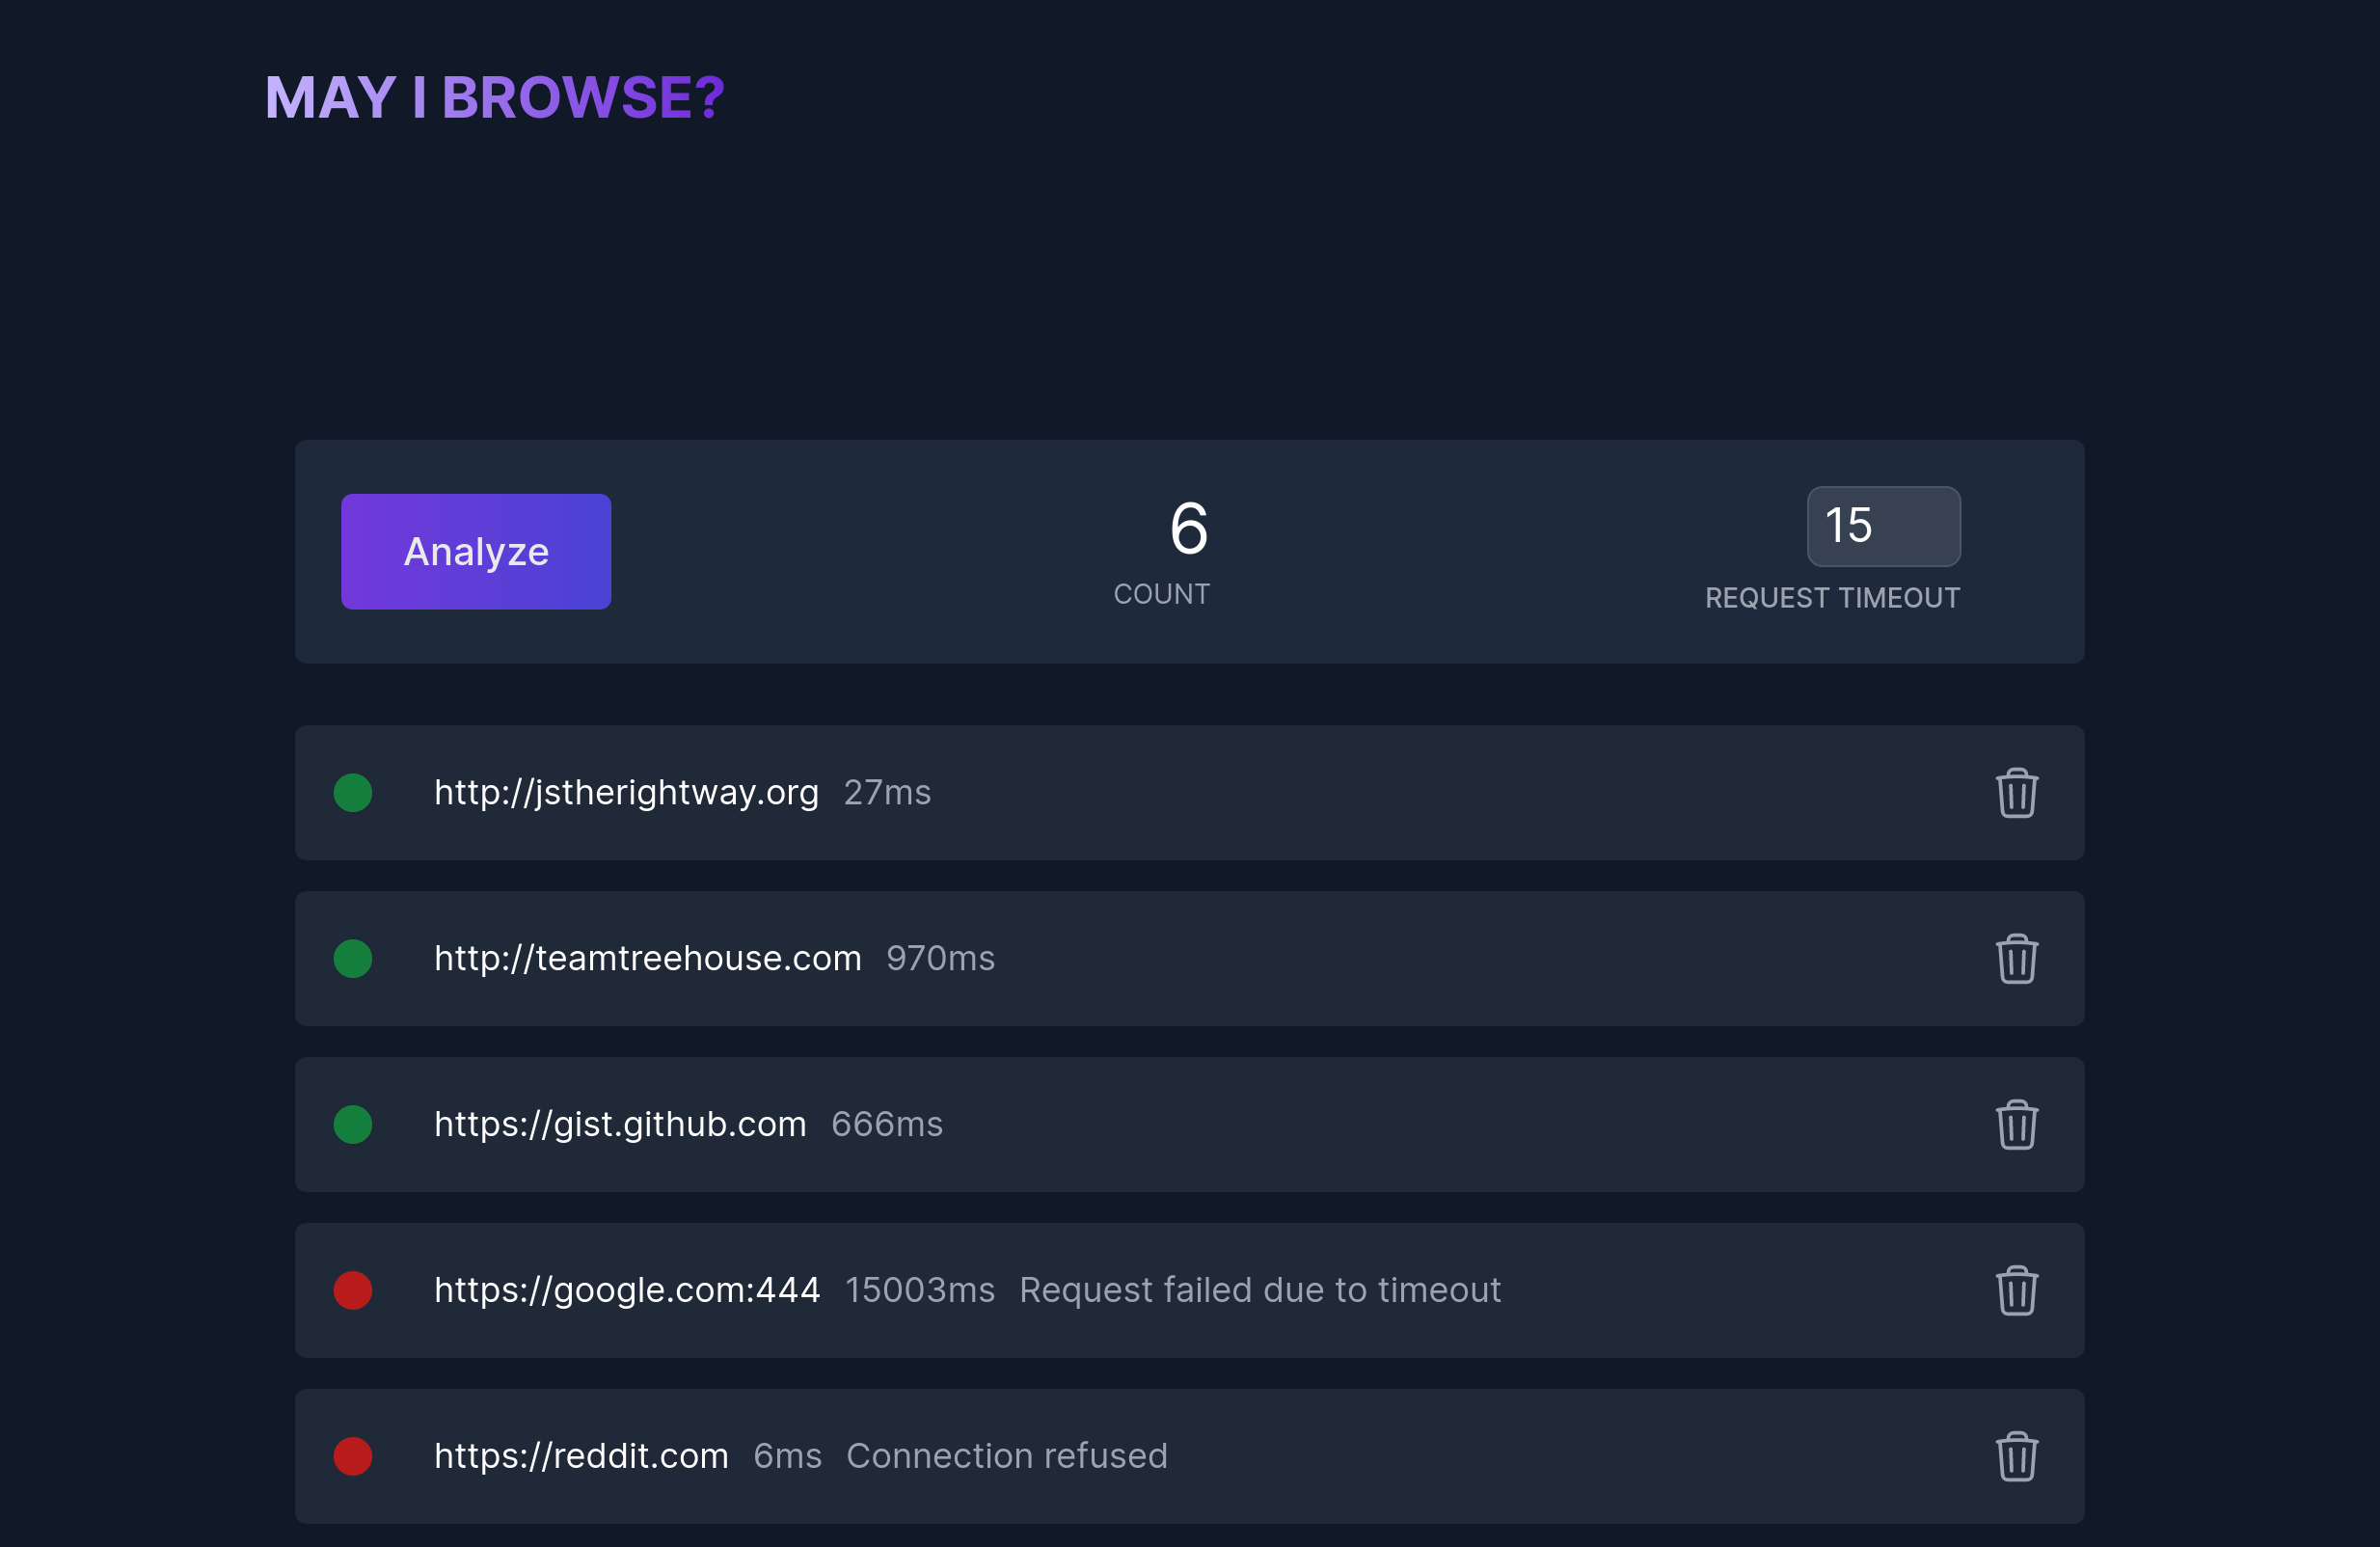 MAY I BROWSE?
Analyze
6
COUNT
15
REQUEST TIMEOUT
http://jstherightway.org 27ms
http://teamtreehouse.com 970ms
https://gist.github.com 666ms
https://google.com:444 15003ms Request failed due to timeout
https://reddit.com 6ms Connection refused